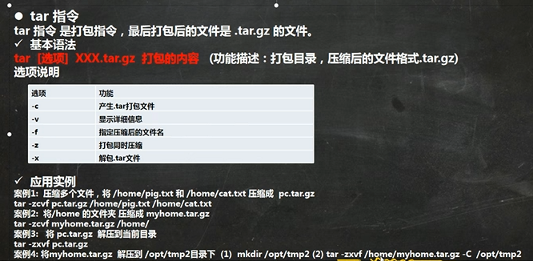 ● tar 指令
tar 指令 是打包指令，最后打包后的文件是 .tar.gz 的文件。
✓ 基本语法
tar [选项] XXX.tar.gz 打包的内容 (功能描述：打包目录，压缩后的文件格式.tar.gz)
选项说明
选项 功能
-c 产生.tar打包文件
-v 显示详细信息
-f 指定压缩后的文件名
-z 打包同时压缩
-x 解包.tar文件
✓ 应用实例
案例1: 压缩多个文件，将 /home/pig.txt 和 /home/cat.txt 压缩成 pc.tar.gz
tar -zcvf pc.tar.gz /home/pig.txt /home/cat.txt
案例2: 将/home 的文件夹 压缩成 myhome.tar.gz
tar -zcvf myhome.tar.gz /home/
案例3: 将 pc.tar.gz 解压到当前目录
tar -zxvf pc.tar.gz
案例4: 将myhome.tar.gz 解压到 /opt/tmp2目录下 (1) mkdir /opt/tmp2 (2) tar -zxvf /home/myhome.tar.gz -C /opt/tmp2